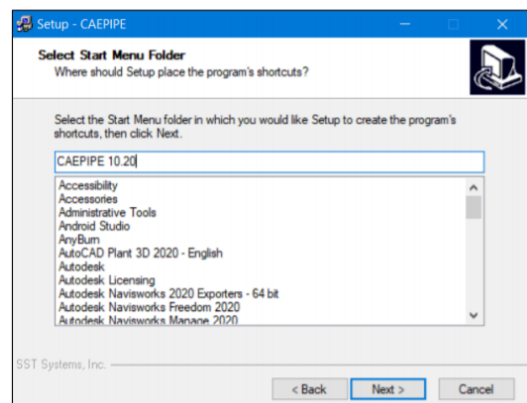 Setup - CAEPIPE
Select Start Menu Folder
Where should Setup place the program's shortcuts?
Select the Start Menu folder in which you would like Setup to create the program's
shortcuts, then click Next.
CAEPIPE 10.20
Accessibility
Accessories
Administrative Tools
Android Studio
AnyBurn
AutoCAD Plant 3D 2020 - English
Autodesk
Autodesk Licensing
Autodesk Navisworks 2020 Exporters - 64 bit
Autodesk Navisworks Freedom 2020
Autodesk Navisworks Manage 2020
SST Systems, Inc.
< Back Next > Cancel